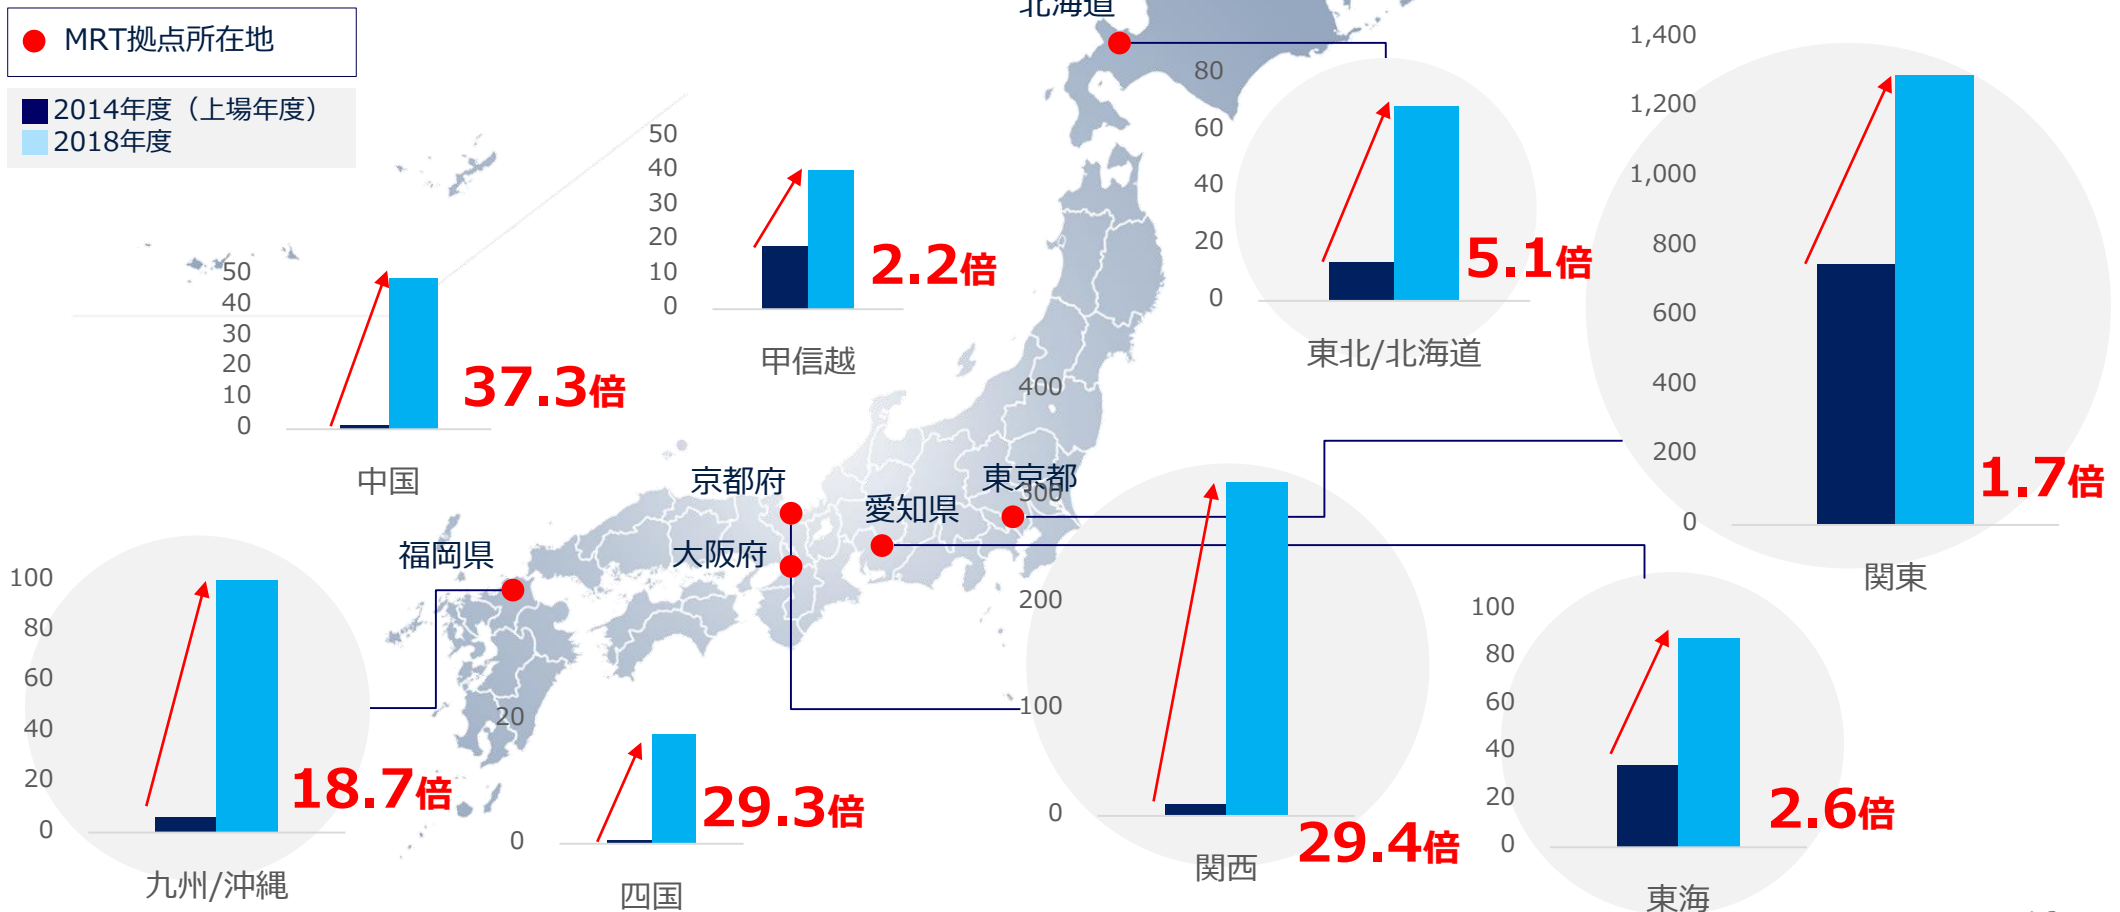 北海道
MRT拠点所在地
2014年度（上場年度）
2018年度
50
40
30
20
10
0
2.2倍
甲信越
80
60
40
20
0
5.1倍
東北/北海道
1,400
1,200
1,000
800
600
400
200
0
1.7倍
関東
50
40
30
20
10
0
37.3倍
中国
京都府
大阪府
愛知県
東京都
福岡県
100
80
60
40
20
0
18.7倍
九州/沖縄
20
0
29.3倍
四国
400
300
200
100
0
29.4倍
関西
100
80
60
40
20
0
2.6倍
東海